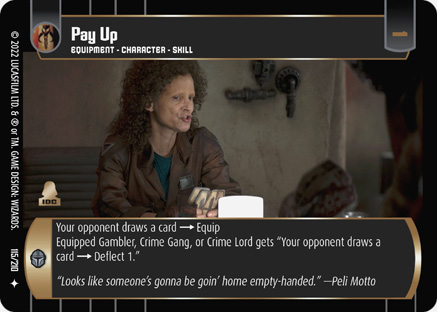 Pay Up
EQUIPMENT - CHARACTER - SKILL
© 2022 LUCASFILM LTD. & ® or TM. GAME DESIGN: WIZARDS.
115/210
IDC
Your opponent draws a card → Equip
Equipped Gambler, Crime Gang, or Crime Lord gets “Your opponent draws a
card → Deflect 1.”
“Looks like someone’s gonna be goin’ home empty-handed.” —Peli Motto